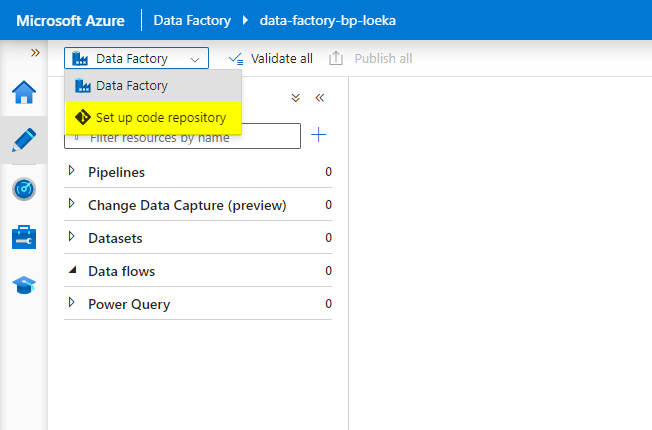 Microsoft Azure Data Factory data-factory-bp-loeka
»
Data Factory Validate all Publish all
Data Factory
Set up code repository
Filter resources by name
Pipelines 0
Change Data Capture (preview) 0
Datasets 0
Data flows 0
Power Query 0